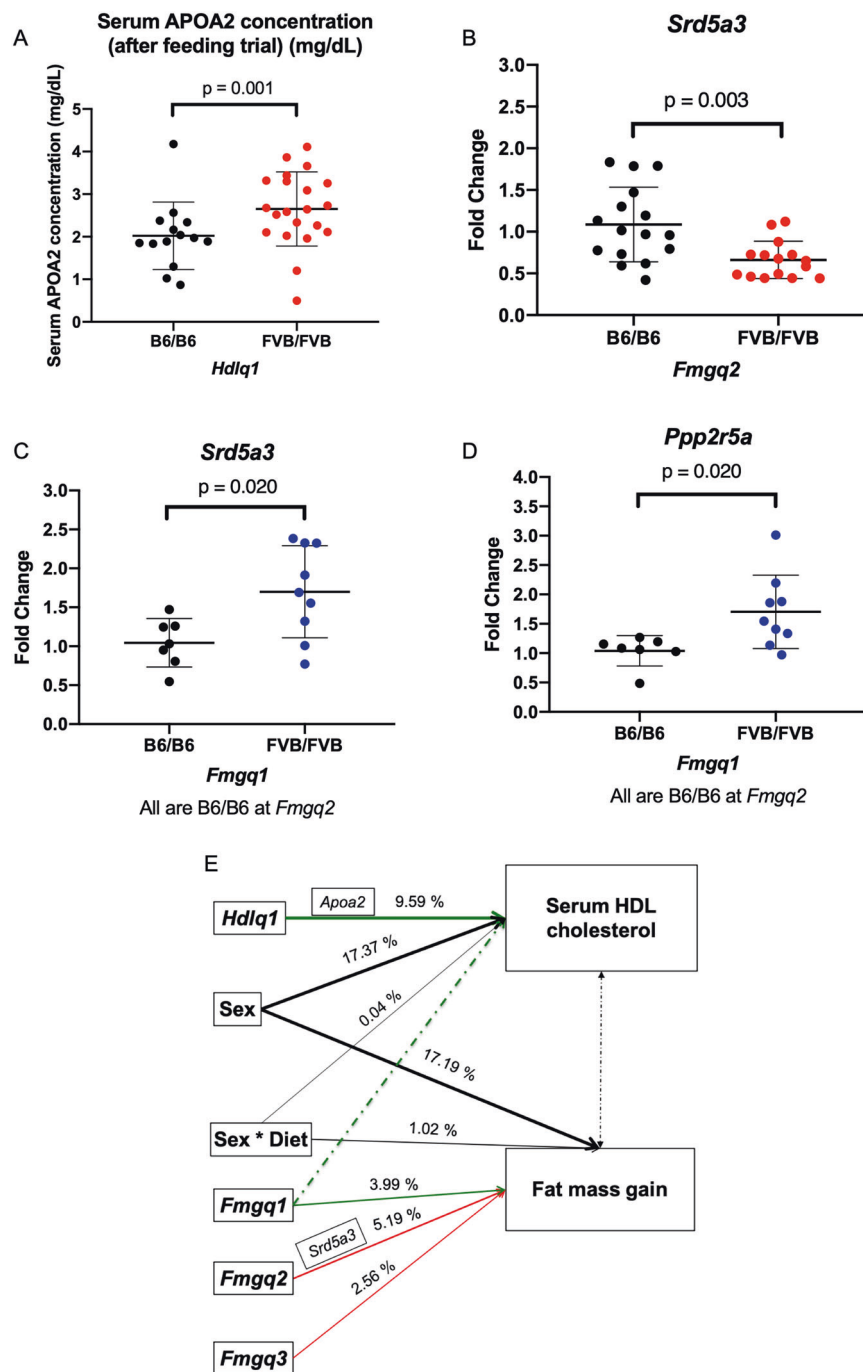 A
Serum APOA2 concentration
(after feeding trial) (mg/dL)
Serum APOA2 concentration (mg/dL)
p = 0.001
5
4
3
2
1
0
B6/B6
FVB/FVB
Hdlq1
B
Srd5a3
Fold Change
p = 0.003
3.0
2.5
2.0
1.5
1.0
0.5
0.0
B6/B6
FVB/FVB
Fmgq2
C
Srd5a3
Fold Change
p = 0.020
3.0
2.5
2.0
1.5
1.0
0.5
0.0
B6/B6
FVB/FVB
Fmgq1
All are B6/B6 at Fmgq2
D
Ppp2r5a
Fold Change
p = 0.020
4.0
3.5
3.0
2.5
2.0
1.5
1.0
0.5
0.0
B6/B6
FVB/FVB
Fmgq1
All are B6/B6 at Fmgq2
E
Hdlq1
Apoa2
9.59 %
Serum HDL
cholesterol
17.37 %
Sex
0.04 %
17.19 %
Sex * Diet
1.02 %
Fmgq1
3.99 %
Fat mass gain
Srd5a3
5.19 %
Fmgq2
2.56 %
Fmgq3